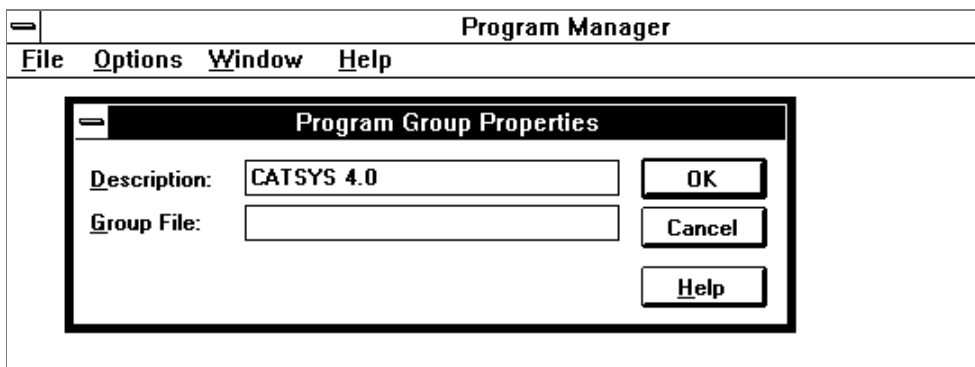 Program Manager
File Options Window Help
Program Group Properties
Description: CATSYS 4.0 OK
Group File: Cancel
Help